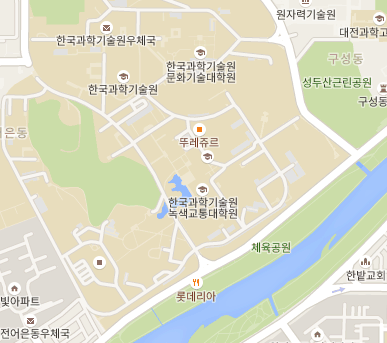 원자력기술원
한국과학기술원우체국
대전과학고
구성동
한국과학기술원
문화기술대학원
한국과학기술원
성두산근린공원
구성동
어은동
뚜레쥬르
한국과학기술원
녹색교통대학원
체육공원
한밭교회
롯데리아
빛아파트
전어은동우체국